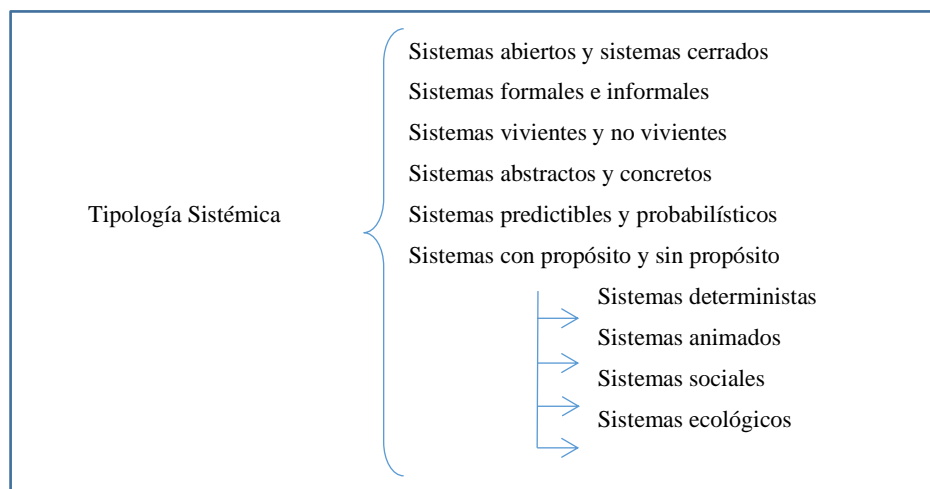 Sistemas abiertos y sistemas cerrados
Sistemas formales e informales
Sistemas vivientes y no vivientes
Sistemas abstractos y concretos
Tipología Sistémica
Sistemas predictibles y probabilísticos
Sistemas con propósito y sin propósito
Sistemas deterministas
Sistemas animados
Sistemas sociales
Sistemas ecológicos